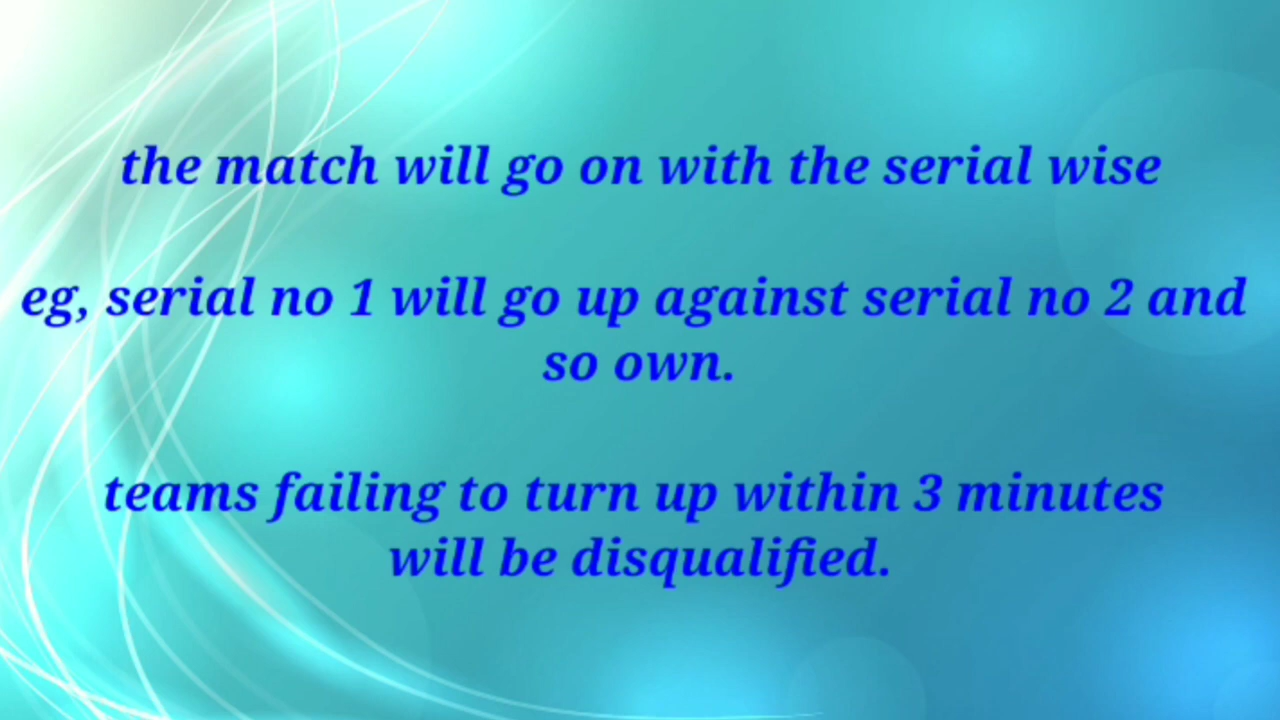 the match will go on with the serial wise
eg, serial no 1 will go up against serial no 2 and
so own.
teams failing to turn up within 3 minutes
will be disqualified.